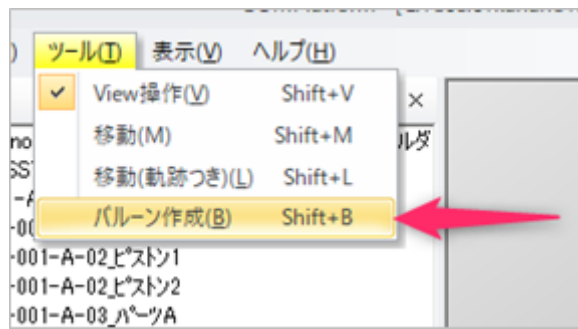 ) ツール(T) 表示(V) ヘルプ(H)
✓ View操作(V) Shift+V ×
移動(M) Shift+M ルダ
移動(軌跡つき)(L) Shift+L
バルーン作成(B) Shift+B
-001-A-02_ピストン1
-001-A-02_ピストン2
-001-A-03_パーツA